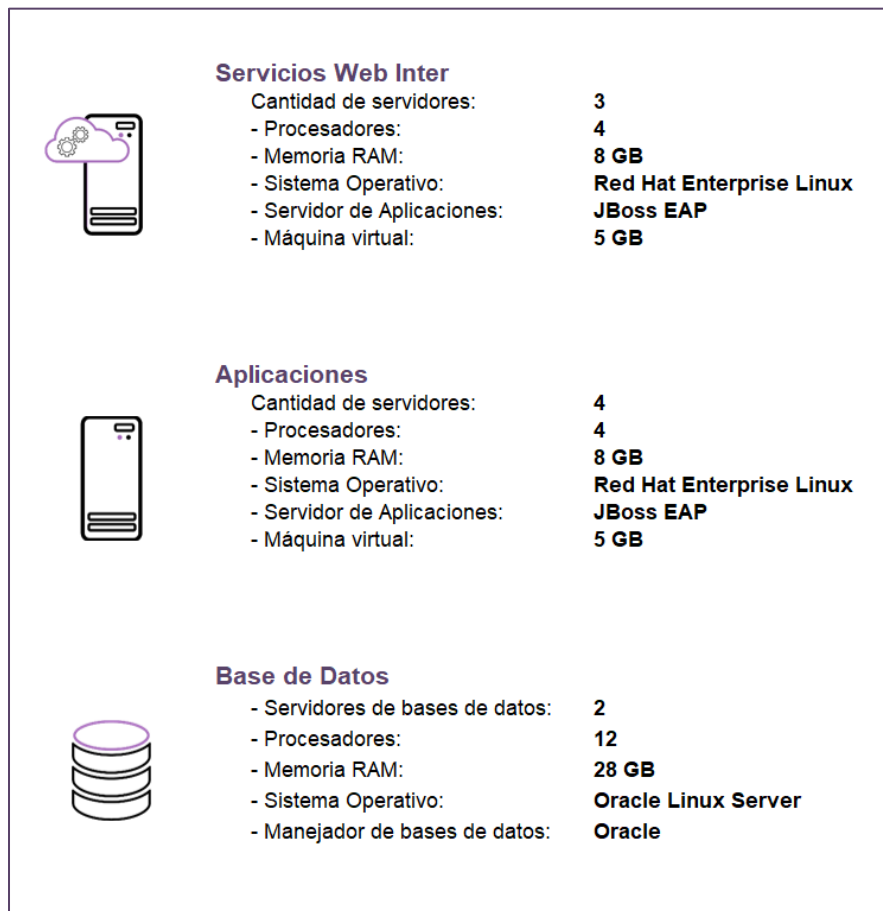 Servicios Web Inter
Cantidad de servidores: 3
- Procesadores: 4
- Memoria RAM: 8 GB
- Sistema Operativo: Red Hat Enterprise Linux
- Servidor de Aplicaciones: JBoss EAP
- Máquina virtual: 5 GB
Aplicaciones
Cantidad de servidores: 4
- Procesadores: 4
- Memoria RAM: 8 GB
- Sistema Operativo: Red Hat Enterprise Linux
- Servidor de Aplicaciones: JBoss EAP
- Máquina virtual: 5 GB
Base de Datos
- Servidores de bases de datos: 2
- Procesadores: 12
- Memoria RAM: 28 GB
- Sistema Operativo: Oracle Linux Server
- Manejador de bases de datos: Oracle